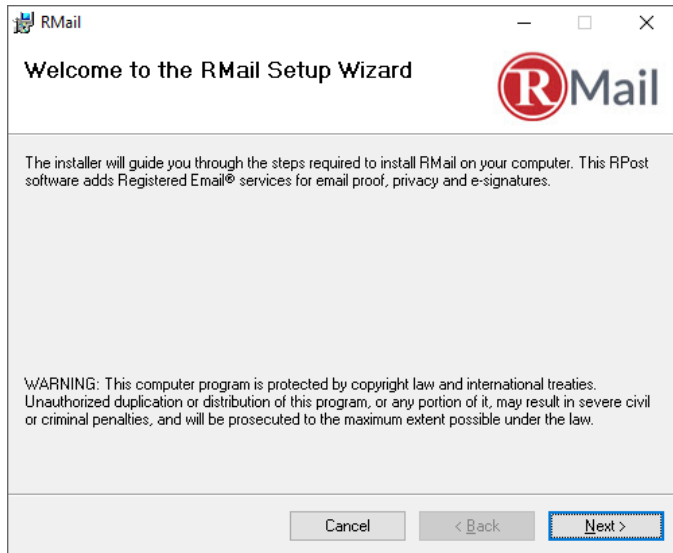 RMail
Welcome to the RMail Setup Wizard
RMail
The installer will guide you through the steps required to install RMail on your computer. This RPost
software adds Registered Email® services for email proof, privacy and e-signatures.
WARNING: This computer program is protected by copyright law and international treaties.
Unauthorized duplication or distribution of this program, or any portion of it, may result in severe civil
or criminal penalties, and will be prosecuted to the maximum extent possible under the law.
Cancel
< Back
Next >